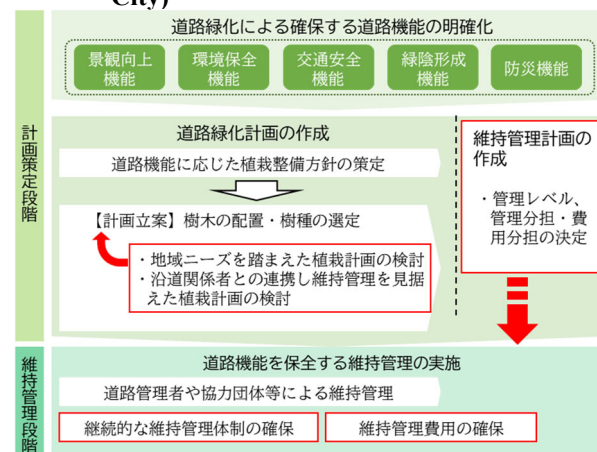 City)
道路緑化による確保する道路機能の明確化
景観向上
機能
環境保全
機能
交通安全
機能
緑陰形成
機能
防災機能
計画策定段階
道路緑化計画の作成
道路機能に応じた植栽整備方針の策定
【計画立案】樹木の配置・樹種の選定
・地域ニーズを踏まえた植栽計画の検討
・沿道関係者との連携し維持管理を見据
えた植栽計画の検討
維持管理計画の
作成
・管理レベル、
管理分担・費
用分担の決定
維持管理段階
道路機能を保全する維持管理の実施
道路管理者や協力団体等による維持管理
継続的な維持管理体制の確保
維持管理費用の確保